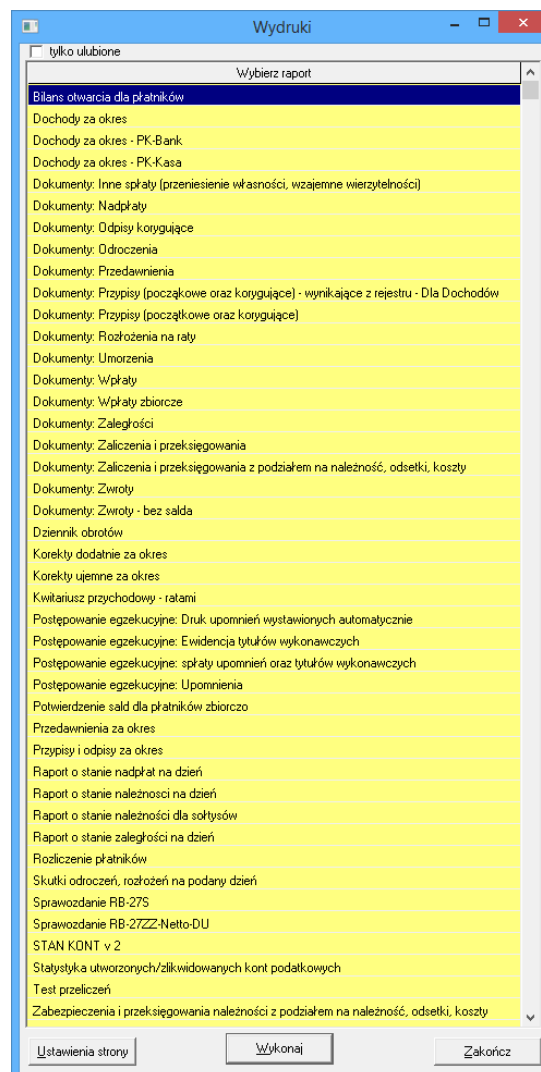 Wydruki
tylko ulubione
Wybierz raport
Bilans otwarcia dla płatników
Dochody za okres
Dochody za okres - PK-Bank
Dochody za okres - PK-Kasa
Dokumenty: Inne spłaty (przeniesienie własności, wzajemne wierzytelności)
Dokumenty: Nadpłaty
Dokumenty: Odpisy korygujące
Dokumenty: Odroczenia
Dokumenty: Przedawnienia
Dokumenty: Przypisy (począkowe oraz korygujące) - wynikające z rejestru - Dla Dochodów
Dokumenty: Przypisy (początkowe oraz korygujące)
Dokumenty: Rozłożenia na raty
Dokumenty: Umorzenia
Dokumenty: Wpłaty
Dokumenty: Wpłaty zbiorcze
Dokumenty: Zaległości
Dokumenty: Zaliczenia i przeksięgowania
Dokumenty: Zaliczenia i przeksięgowania z podziałem na należność, odsetki, koszty
Dokumenty: Zwroty
Dokumenty: Zwroty - bez salda
Dziennik obrotów
Korekty dodatnie za okres
Korekty ujemne za okres
Kwitariusz przychodowy - ratami
Postępowanie egzekucyjne: Druk upomnień wystawionych automatycznie
Postępowanie egzekucyjne: Ewidencja tytułów wykonawczych
Postępowanie egzekucyjne: spłaty upomnień oraz tytułów wykonawczych
Postępowanie egzekucyjne: Upomnienia
Potwierdzenie sald dla płatników zbiorczo
Przedawnienia za okres
Przypisy i odpisy za okres
Raport o stanie nadpłat na dzień
Raport o stanie należnosci na dzień
Raport o stanie należności dla sołtysów
Raport o stanie zaległości na dzień
Rozliczenie płatników
Skutki odroczeń, rozłożeń na podany dzień
Sprawozdanie RB-27S
Sprawozdanie RB-27ZZ-Netto-DU
STAN KONT v 2
Statystyka utworzonych/zlikwidowanych kont podatkowych
Test przeliczeń
Zabezpieczenia i przeksięgowania należności z podziałem na należność, odsetki, koszty
Ustawienia strony
Wykonaj
Zakończ